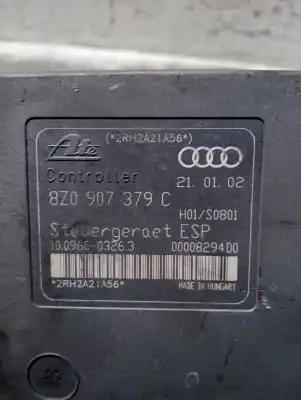 (*2RH2A21A56*)
Ate
Controller 21.01.02
8Z0 907 379 C
H01/S0801
Steuergeraet ESP
10.0960-0326.3 00008294D0
*2RH2A21A56*
MADE IN HUNGARY